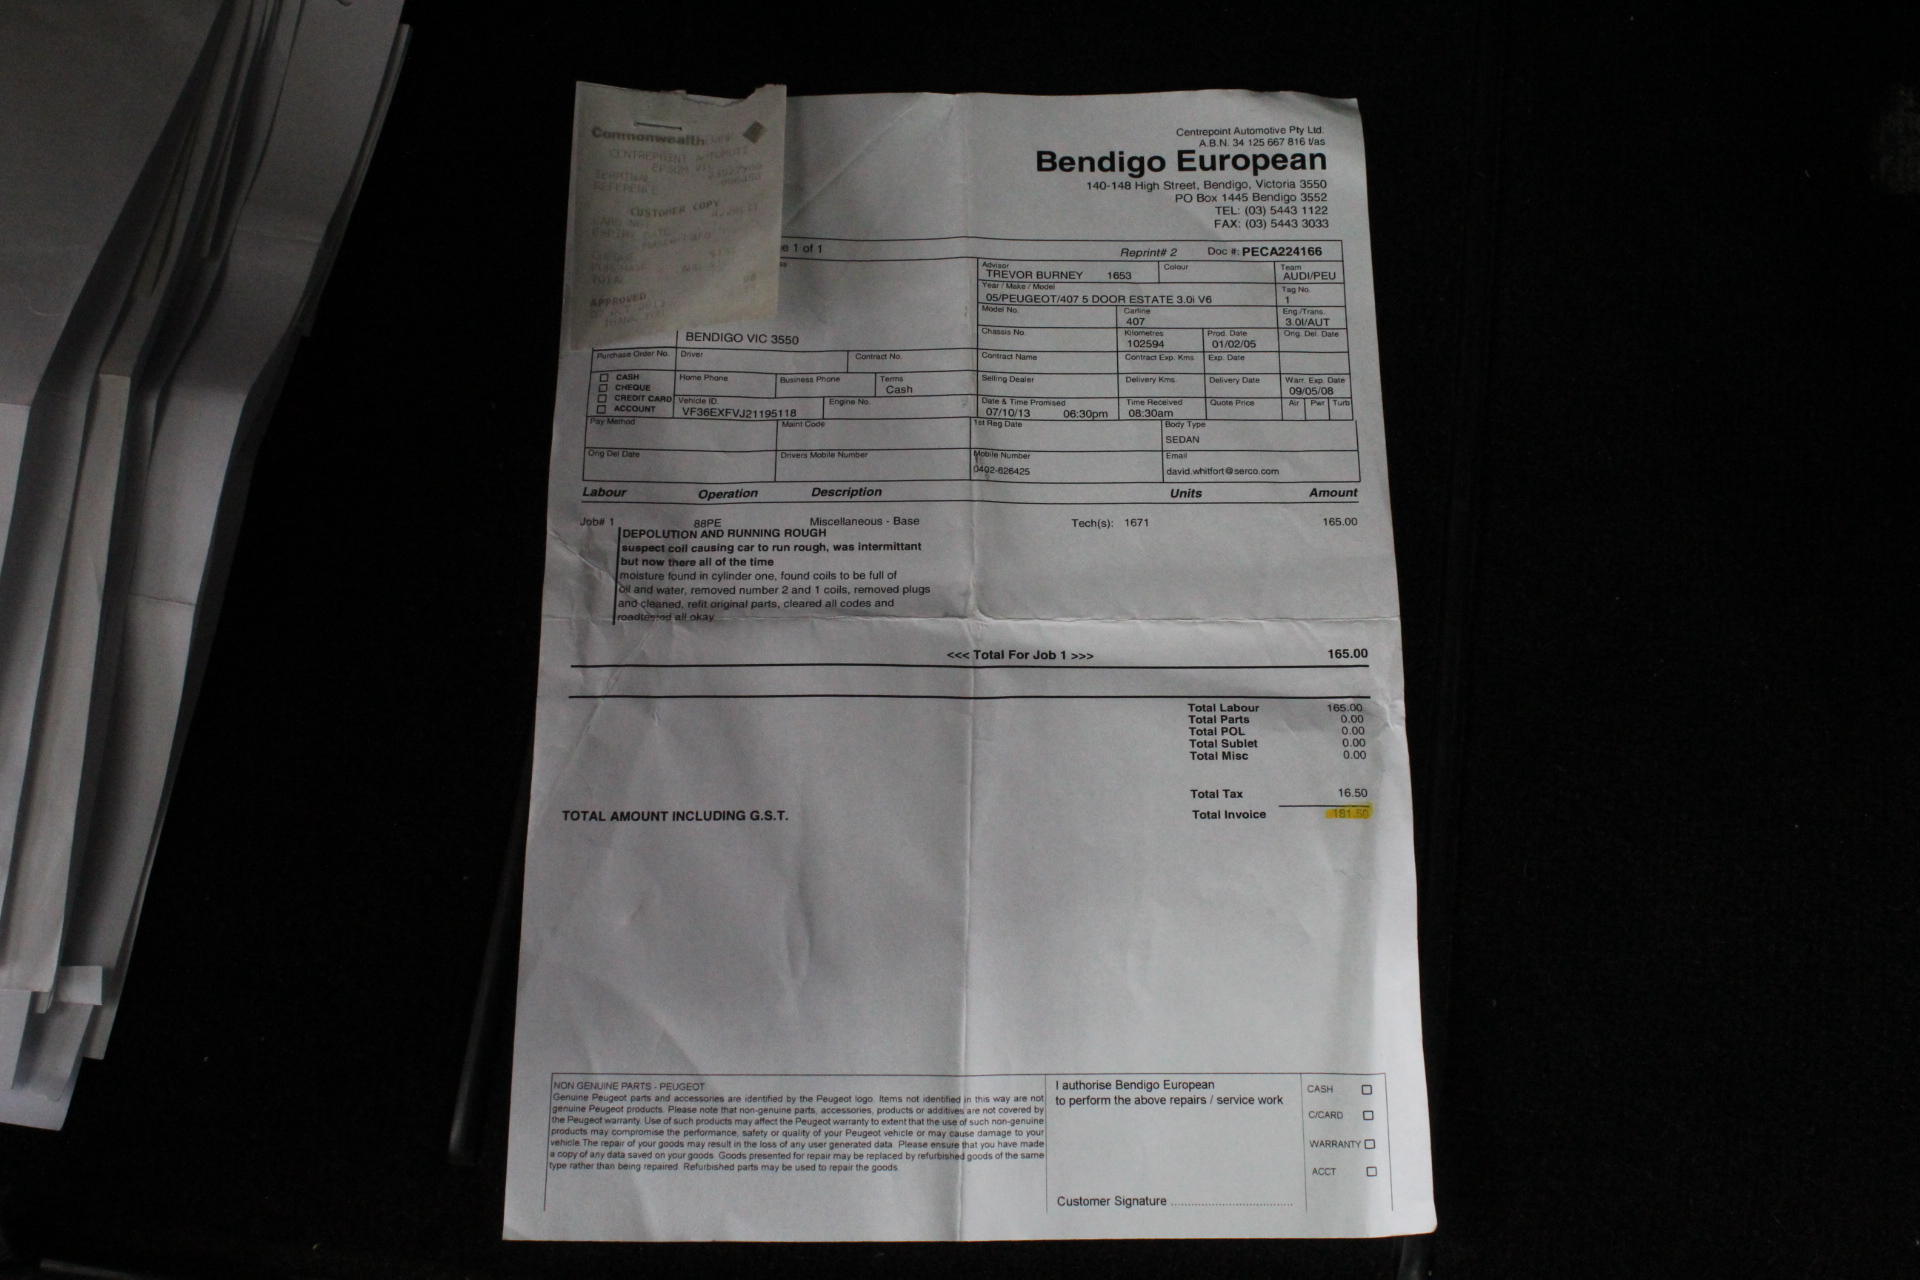 Commonwealth
CENTREPOINT AUTOMOTI
EPSOM VIC
TERMINAL
REFERENCE
CUSTOMER COPY
CARD NO
EXPIRY DATE
PURCHASE
TOTAL
APPROVED
Centrepoint Automotive Pty Ltd.
A.B.N. 34 125 667 816 t/as
Bendigo European
140-148 High Street, Bendigo, Victoria 3550
PO Box 1445 Bendigo 3552
TEL: (03) 5443 1122
FAX: (03) 5443 3033
e 1 of 1 Reprint# 2 Doc #: PECA224166
Advisor Colour Team
TREVOR BURNEY 1653 AUDI/PEU
Year / Make / Model Tag No.
05/PEUGEOT/407 5 DOOR ESTATE 3.0i V6 1
Model No. Carline Eng./Trans.
407 3.0I/AUT
Chassis No. Kilometres Prod. Date Orig. Del. Date
BENDIGO VIC 3550 102594 01/02/05
Purchase Order No. Driver Contract No. Contract Name Contract Exp. Kms Exp. Date
CASH Home Phone Business Phone Terms Selling Dealer Delivery Kms. Delivery Date Warr. Exp. Date
CHEQUE Cash 09/05/08
CREDIT CARD Vehicle ID. Engine No. Date & Time Promised Time Received Quote Price Air Pwr Turb
ACCOUNT VF36EXFVJ21195118 07/10/13 06:30pm 08:30am
Pay Method Maint Code 1st Reg Date Body Type
SEDAN
Orig Del Date Drivers Mobile Number Mobile Number Email
0402-826425 david.whitfort@serco.com
Labour Operation Description Units Amount
Job# 1 88PE Miscellaneous - Base Tech(s): 1671 165.00
DEPOLUTION AND RUNNING ROUGH
suspect coil causing car to run rough, was intermittant
but now there all of the time
moisture found in cylinder one, found coils to be full of
oil and water, removed number 2 and 1 coils, removed plugs
and cleaned, refit original parts, cleared all codes and
roadtested all okay
<<< Total For Job 1 >>> 165.00
Total Labour 165.00
Total Parts 0.00
Total POL 0.00
Total Sublet 0.00
Total Misc 0.00
Total Tax 16.50
TOTAL AMOUNT INCLUDING G.S.T. Total Invoice 181.50
NON GENUINE PARTS - PEUGEOT
Genuine Peugeot parts and accessories are identified by the Peugeot logo. Items not identified in this way are not
genuine Peugeot products. Please note that non-genuine parts, accessories, products or additives are not covered by
the Peugeot warranty. Use of such products may affect the Peugeot warranty to extent that the use of such non-genuine
products may compromise the performance, safety or quality of your Peugeot vehicle or may cause damage to your
vehicle.The repair of your goods may result in the loss of any user generated data. Please ensure that you have made
a copy of any data saved on your goods. Goods presented for repair may be replaced by refurbished goods of the same
type rather than being repaired. Refurbished parts may be used to repair the goods.
I authorise Bendigo European
to perform the above repairs / service work
Customer Signature ................................
CASH
C/CARD
WARRANTY
ACCT